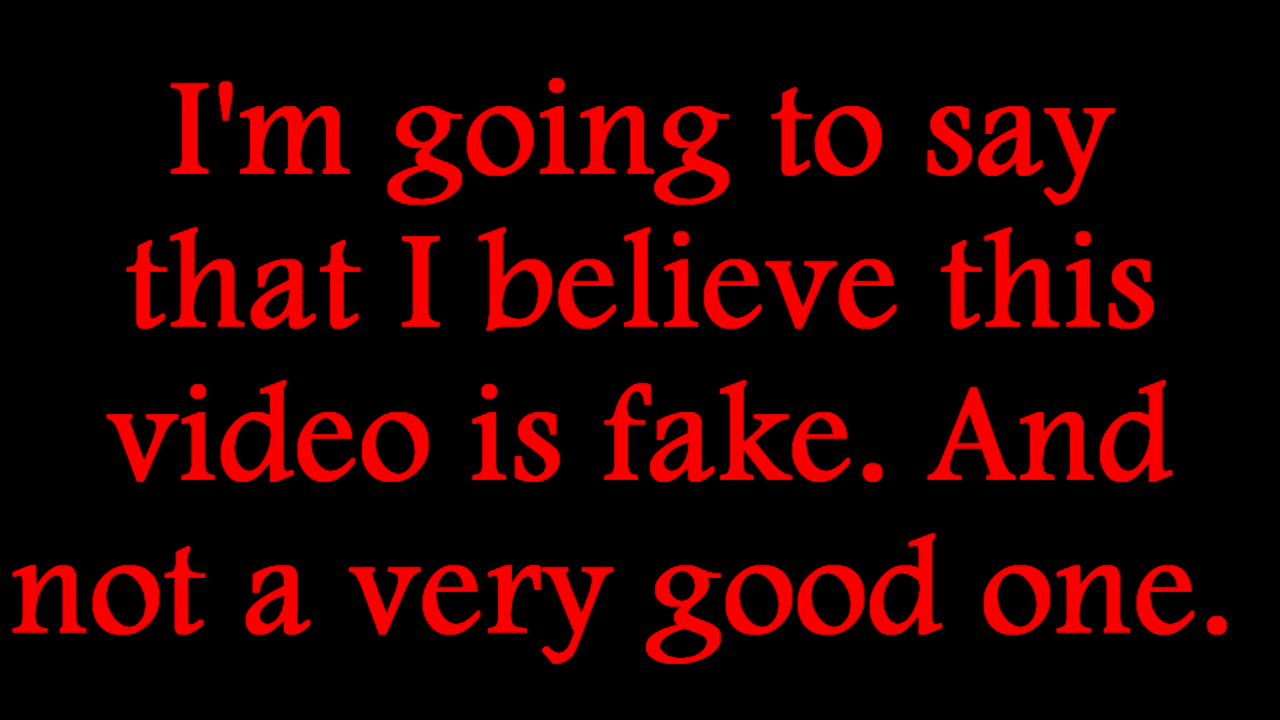 I'm going to say
that I believe this
video is fake. And
not a very good one.